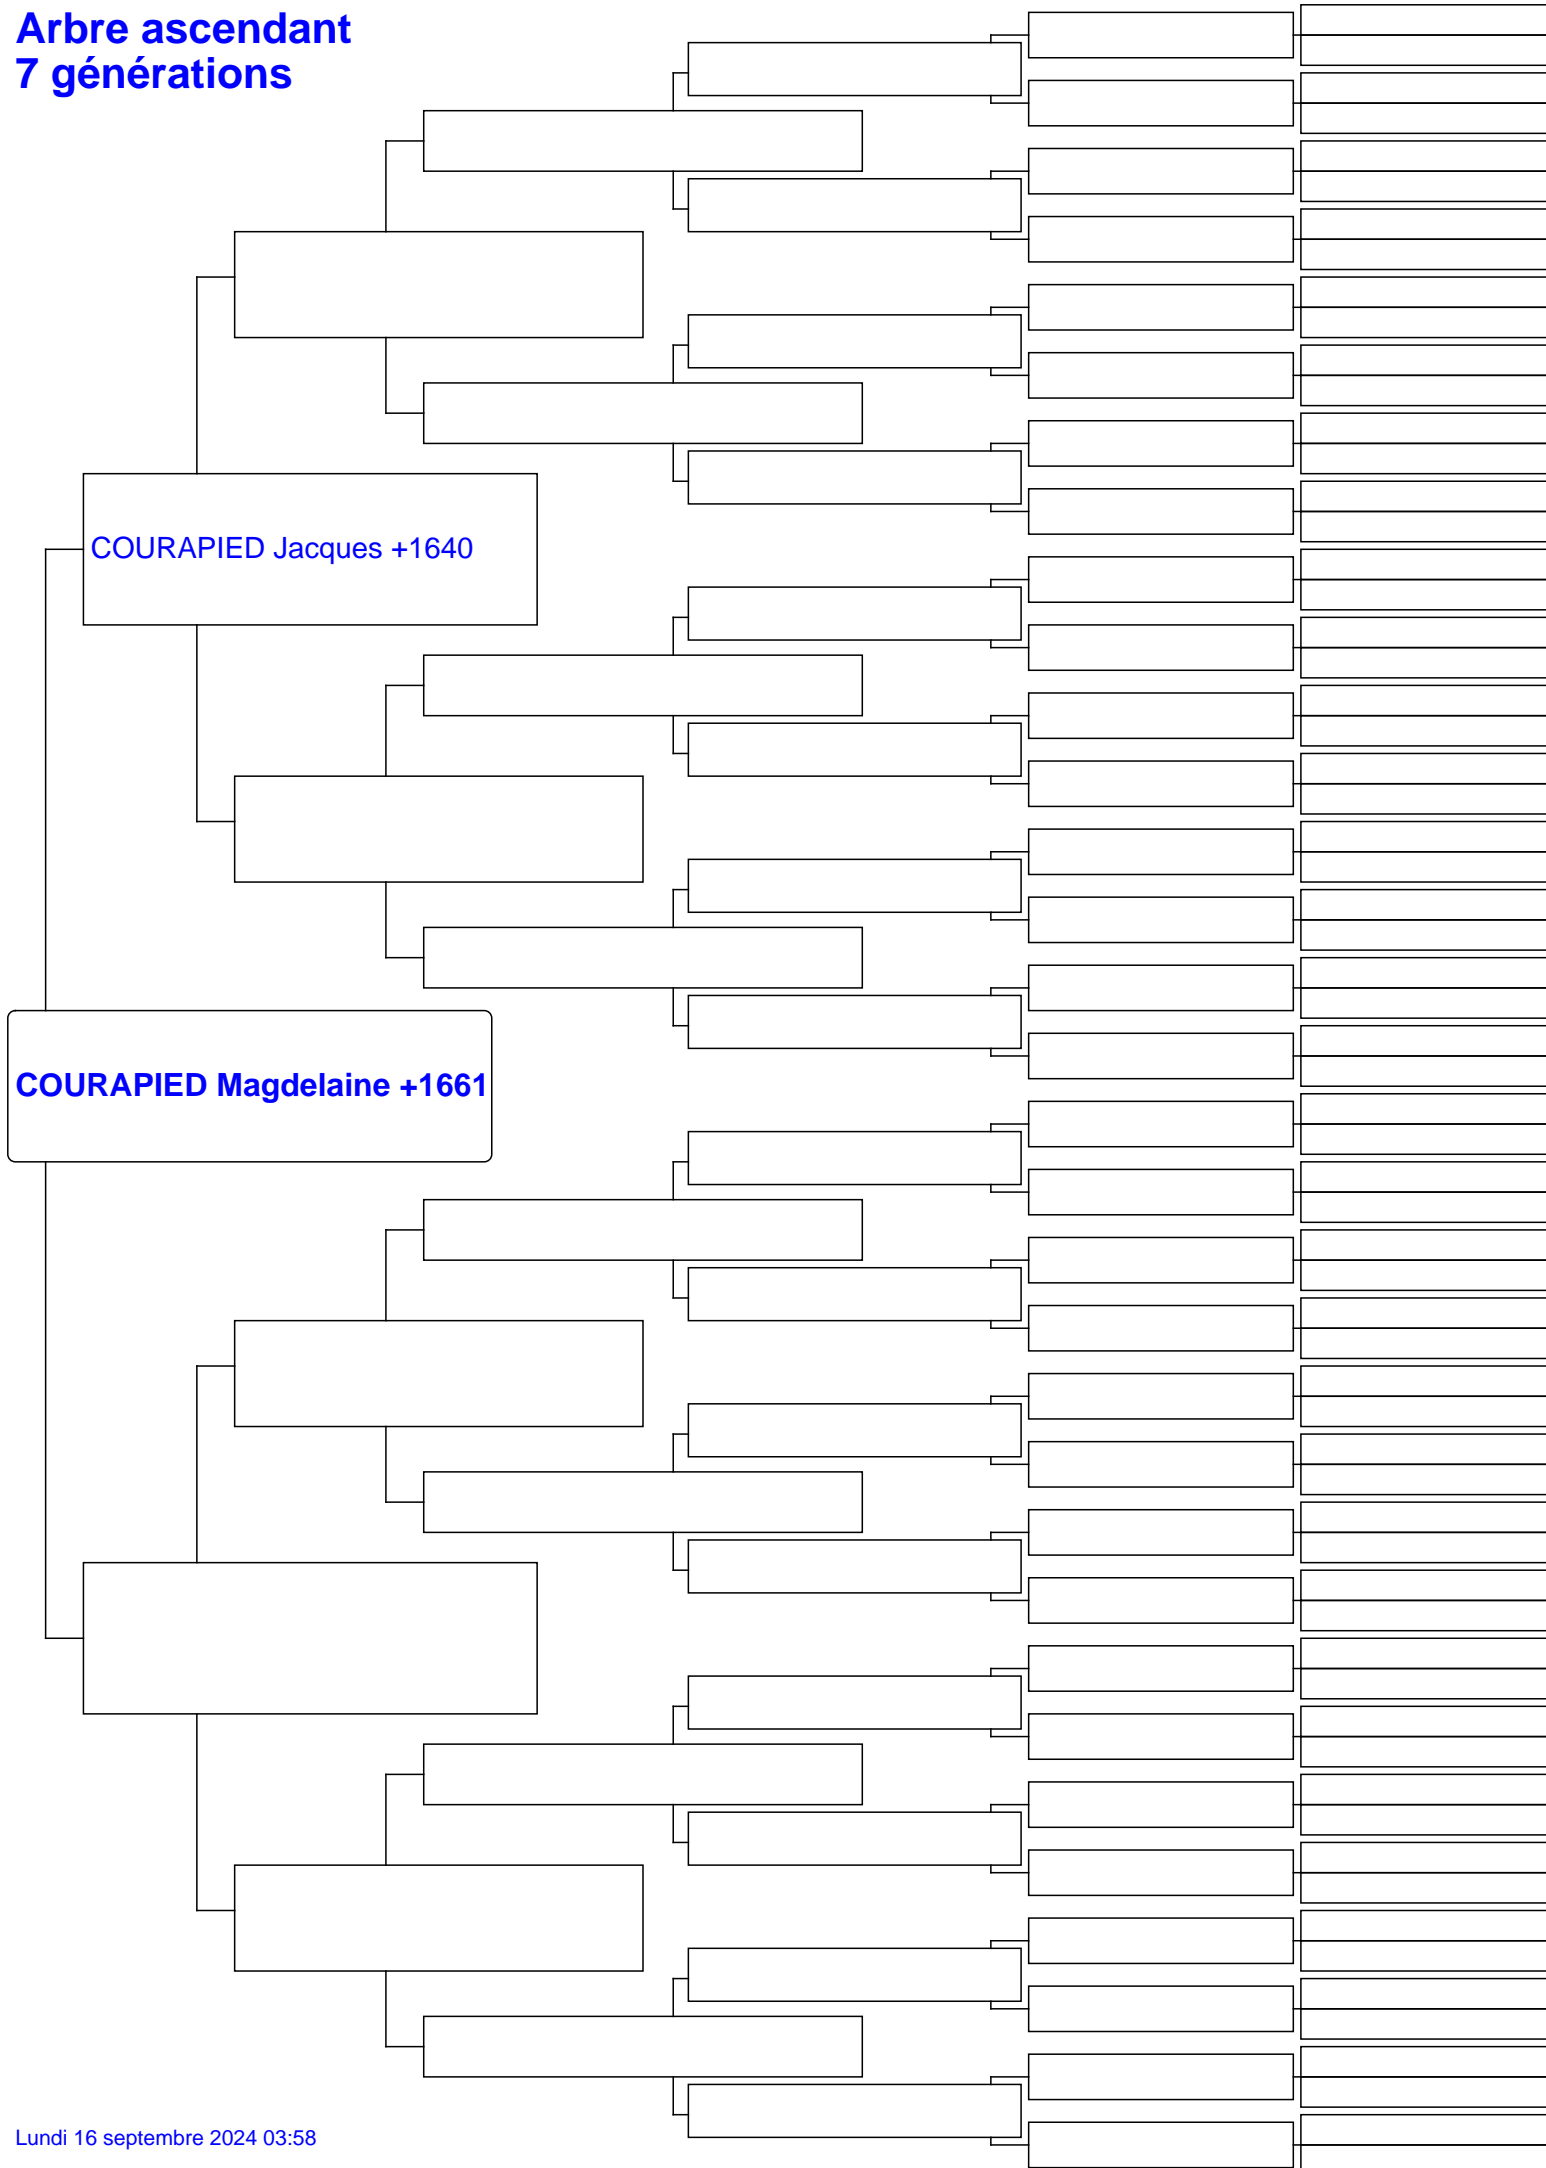 Arbre ascendant
7 générations
COURAPIED Jacques +1640
COURAPIED Magdelaine +1661
Lundi 16 septembre 2024 03:58